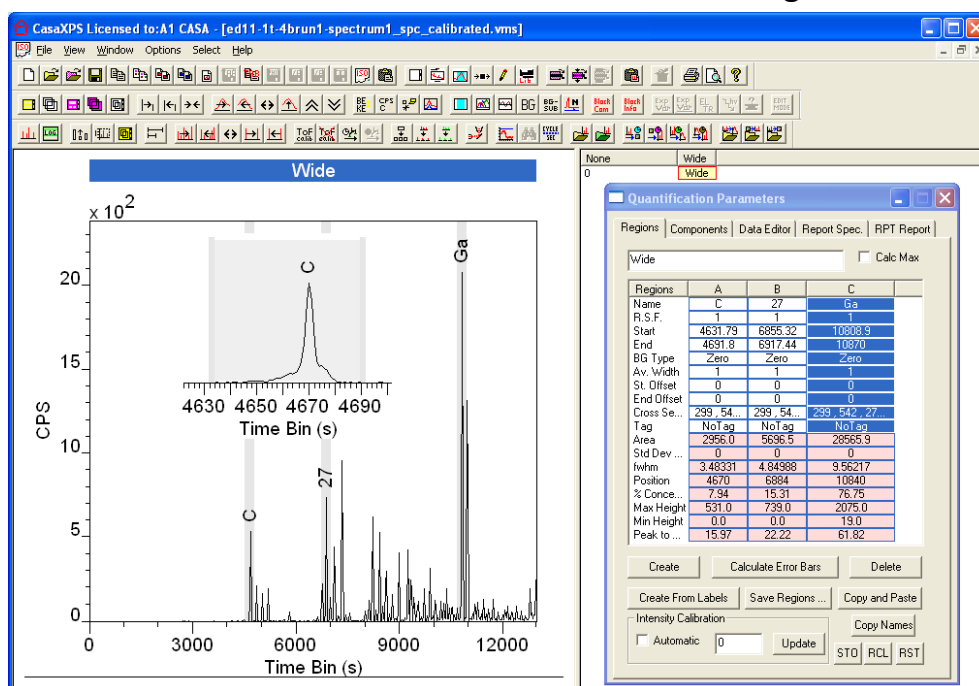 CasaXPS Licensed to:A1 CASA - [ed11-1t-4brun1-spectrum1_spc_calibrated.vms]
File View Window Options Select Help
Wide
x 10²
CPS
20
15
10
5
0
0 3000 6000 9000 12000
Time Bin (s)
C
27
Ga
C
4630 4650 4670 4690
Time Bin (s)
None Wide
0 Wide
Quantification Parameters
Regions Components Data Editor Report Spec. RPT Report
Wide Calc Max
Regions A B C
Name C 27 Ga
R.S.F. 1 1 1
Start 4631.79 6855.32 10808.9
End 4691.8 6917.44 10870
BG Type Zero Zero Zero
Av. Width 1 1 1
St. Offset 0 0 0
End Offset 0 0 0
Cross Se... 299 , 54... 299 , 54... 299 , 542 , 27...
Tag NoTag NoTag NoTag
Area 2956.0 5696.5 28565.9
Std Dev ... 0 0 0
fwhm 3.48331 4.84988 9.56217
Position 4670 6884 10840
% Conce... 7.94 15.31 76.75
Max Height 531.0 739.0 2075.0
Min Height 0.0 0.0 19.0
Peak to ... 15.97 22.22 61.82
Create Calculate Error Bars Delete
Create From Labels Save Regions ... Copy and Paste
Intensity Calibration
Copy Names
Automatic 0 Update
STO RCL RST